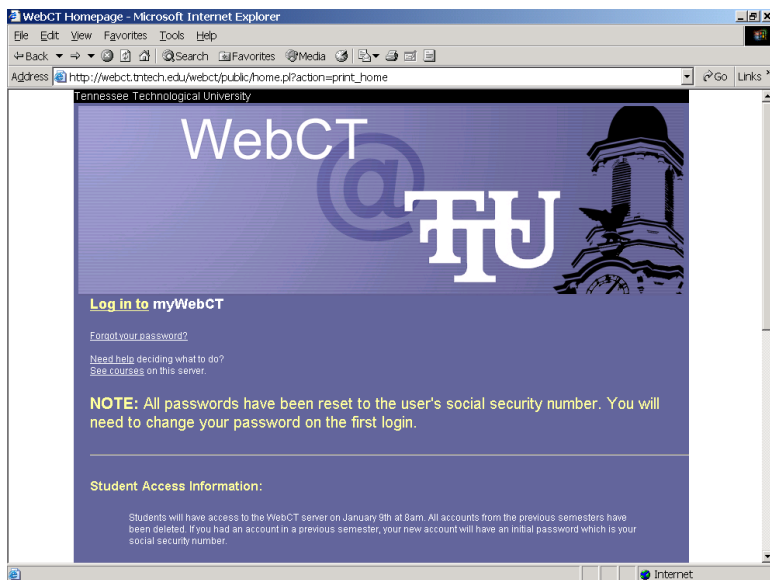 WebCT Homepage - Microsoft Internet Explorer
File Edit View Favorites Tools Help
Back Search Favorites Media
Address http://webct.tntech.edu/webct/public/home.pl?action=print_home Go Links
Tennessee Technological University
WebCT
@
TTU
Log in to myWebCT
Forgot your password?
Need help deciding what to do?
See courses on this server.
NOTE: All passwords have been reset to the user's social security number. You will
need to change your password on the first login.
Student Access Information:
Students will have access to the WebCT server on January 9th at 8am. All accounts from the previous semesters have
been deleted. If you had an account in a previous semester, your new account will have an initial password which is your
social security number.
Internet